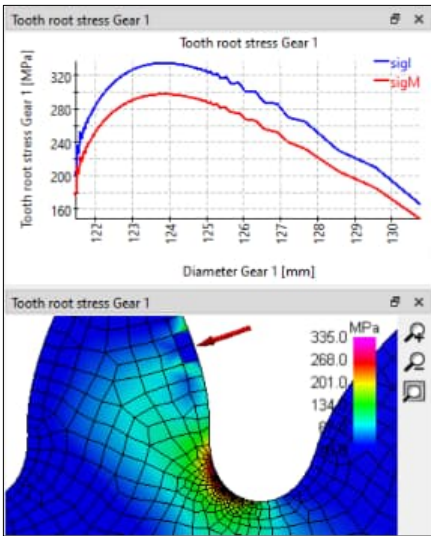 Tooth root stress Gear 1
Tooth root stress Gear 1
sigI
sigM
Tooth root stress Gear 1 [MPa]
320
280
240
200
160
122
123
124
125
126
127
128
129
130
Diameter Gear 1 [mm]
Tooth root stress Gear 1
MPa
335.0
268.0
201.0